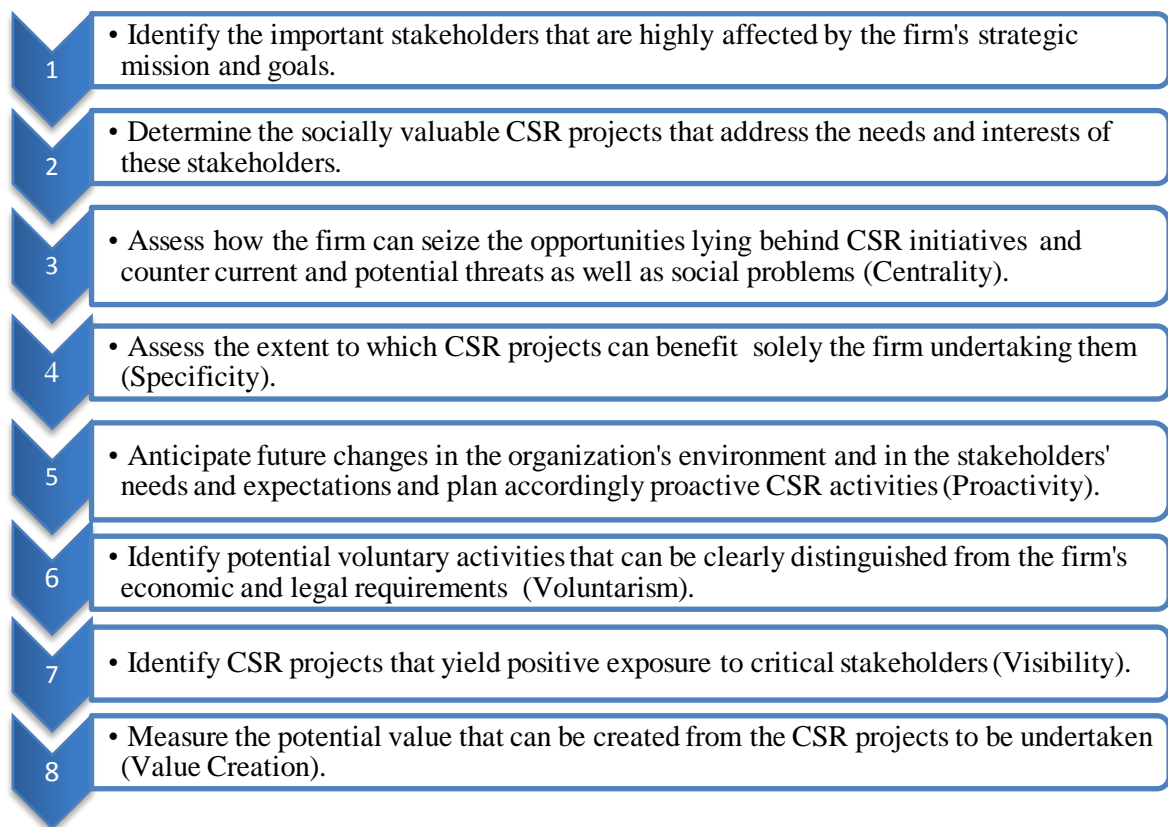 1
• Identify the important stakeholders that are highly affected by the firm's strategic
mission and goals.
2
• Determine the socially valuable CSR projects that address the needs and interests of
these stakeholders.
3
• Assess how the firm can seize the opportunities lying behind CSR initiatives and
counter current and potential threats as well as social problems (Centrality).
4
• Assess the extent to which CSR projects can benefit solely the firm undertaking them
(Specificity).
5
• Anticipate future changes in the organization's environment and in the stakeholders'
needs and expectations and plan accordingly proactive CSR activities (Proactivity).
6
• Identify potential voluntary activities that can be clearly distinguished from the firm's
economic and legal requirements (Voluntarism).
7
• Identify CSR projects that yield positive exposure to critical stakeholders (Visibility).
8
• Measure the potential value that can be created from the CSR projects to be undertaken
(Value Creation).